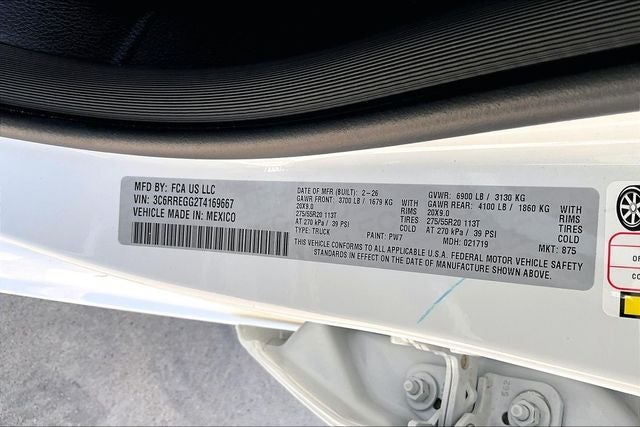 MFD BY: FCA US LLC
VIN: 3C6RREGG2T4169667
VEHICLE MADE IN: MEXICO
DATE OF MFR (BUILT): 2-26
GVWR: 6900 LB / 3130 KG
GAWR FRONT: 3700 LB / 1679 KG WITH
GAWR REAR: 4100 LB / 1860 KG WITH
20X9.0 RIMS
20X9.0 RIMS
275/55R20 113T TIRES
275/55R20 113T TIRES
AT 270 kPa / 39 PSI COLD
AT 270 kPa / 39 PSI COLD
TYPE: TRUCK PAINT: PW7 MDH: 021719 MKT: 875
THIS VEHICLE CONFORMS TO ALL APPLICABLE U.S.A. FEDERAL MOTOR VEHICLE SAFETY
STANDARDS IN EFFECT ON THE DATE OF MANUFACTURE SHOWN ABOVE.
562